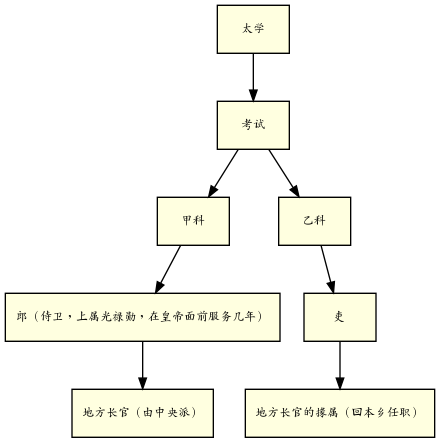 太学
考试
甲科
乙科
郎（侍卫，上属光禄勋，在皇帝面前服务几年）
吏
地方长官（由中央派）
地方长官的掾属（回本乡任职）